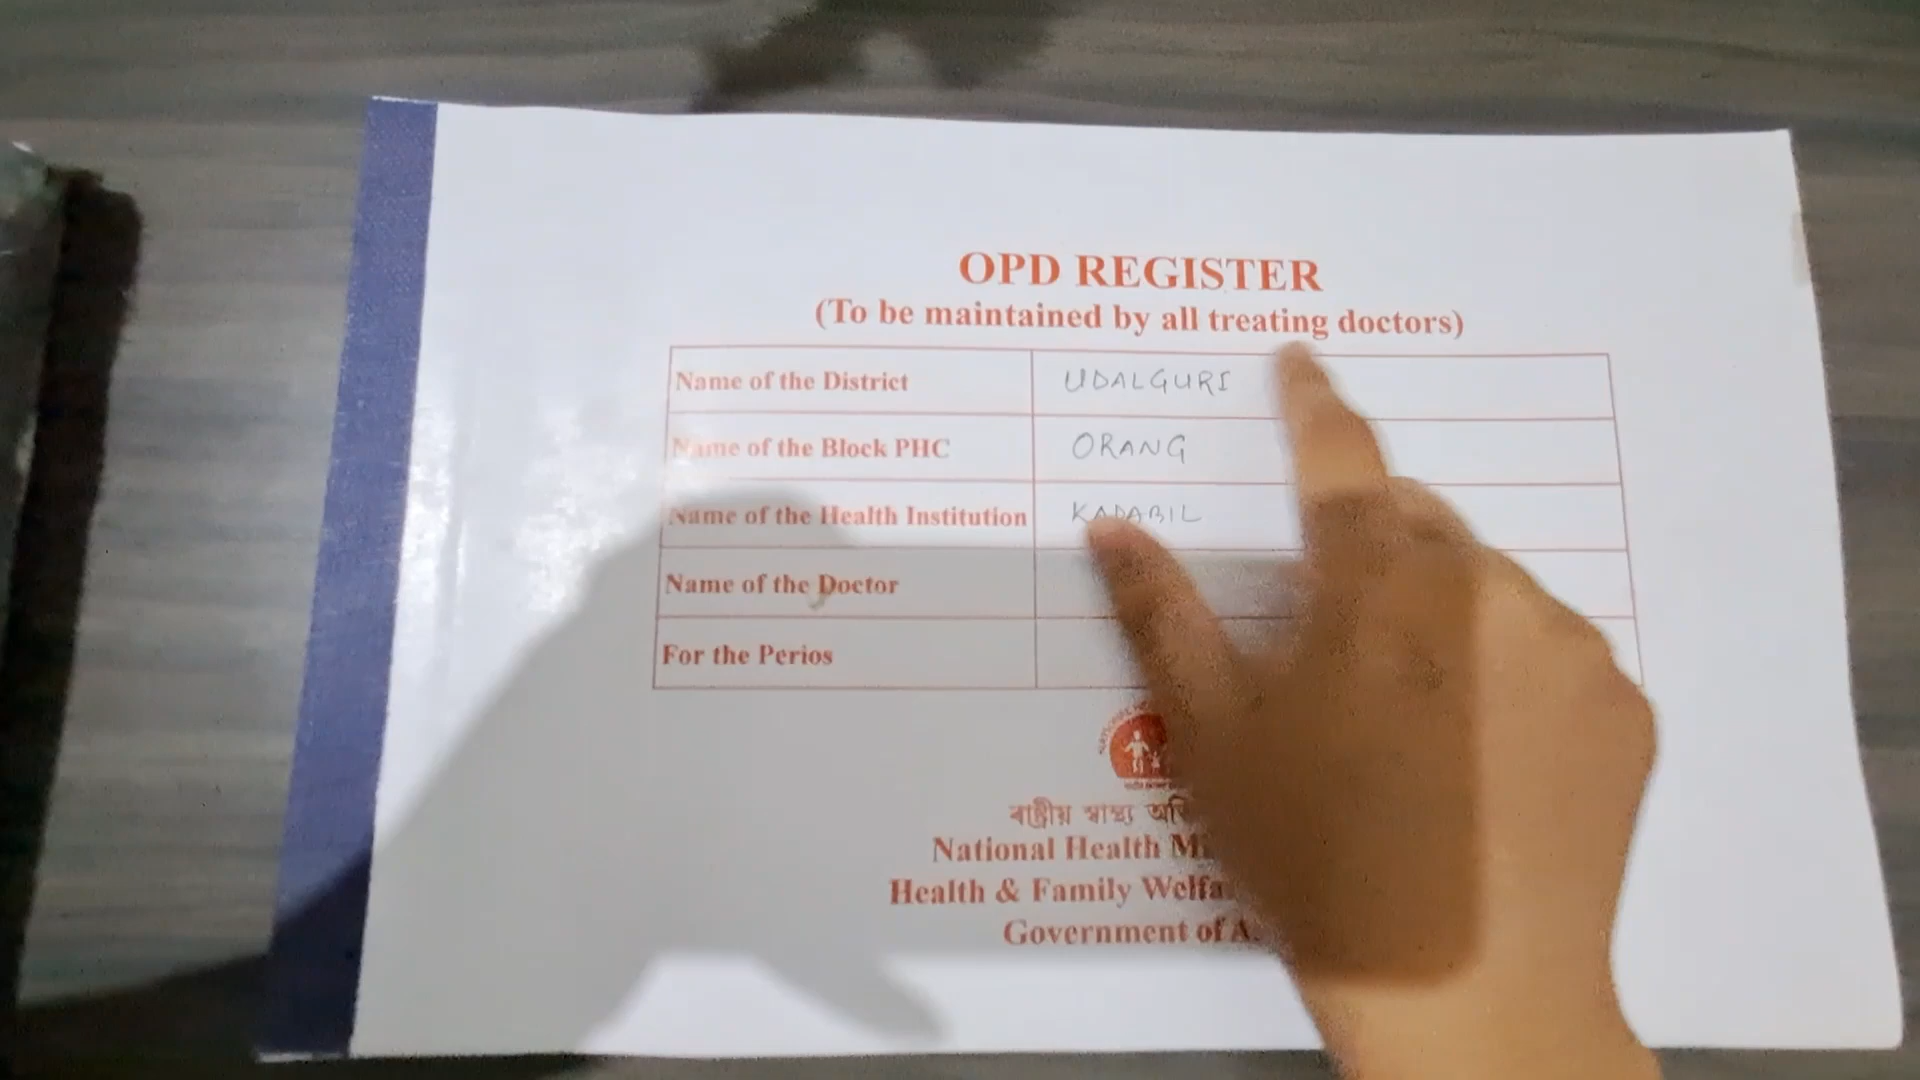 OPD REGISTER
(To be maintained by all treating doctors)
Name of the District UDALGURI
Name of the Block PHC ORANG
Name of the Health Institution KADABIL
Name of the Doctor
For the Perios
ৰাষ্ট্ৰীয় স্বাস্থ্য
National Health
Health & Family
Government of